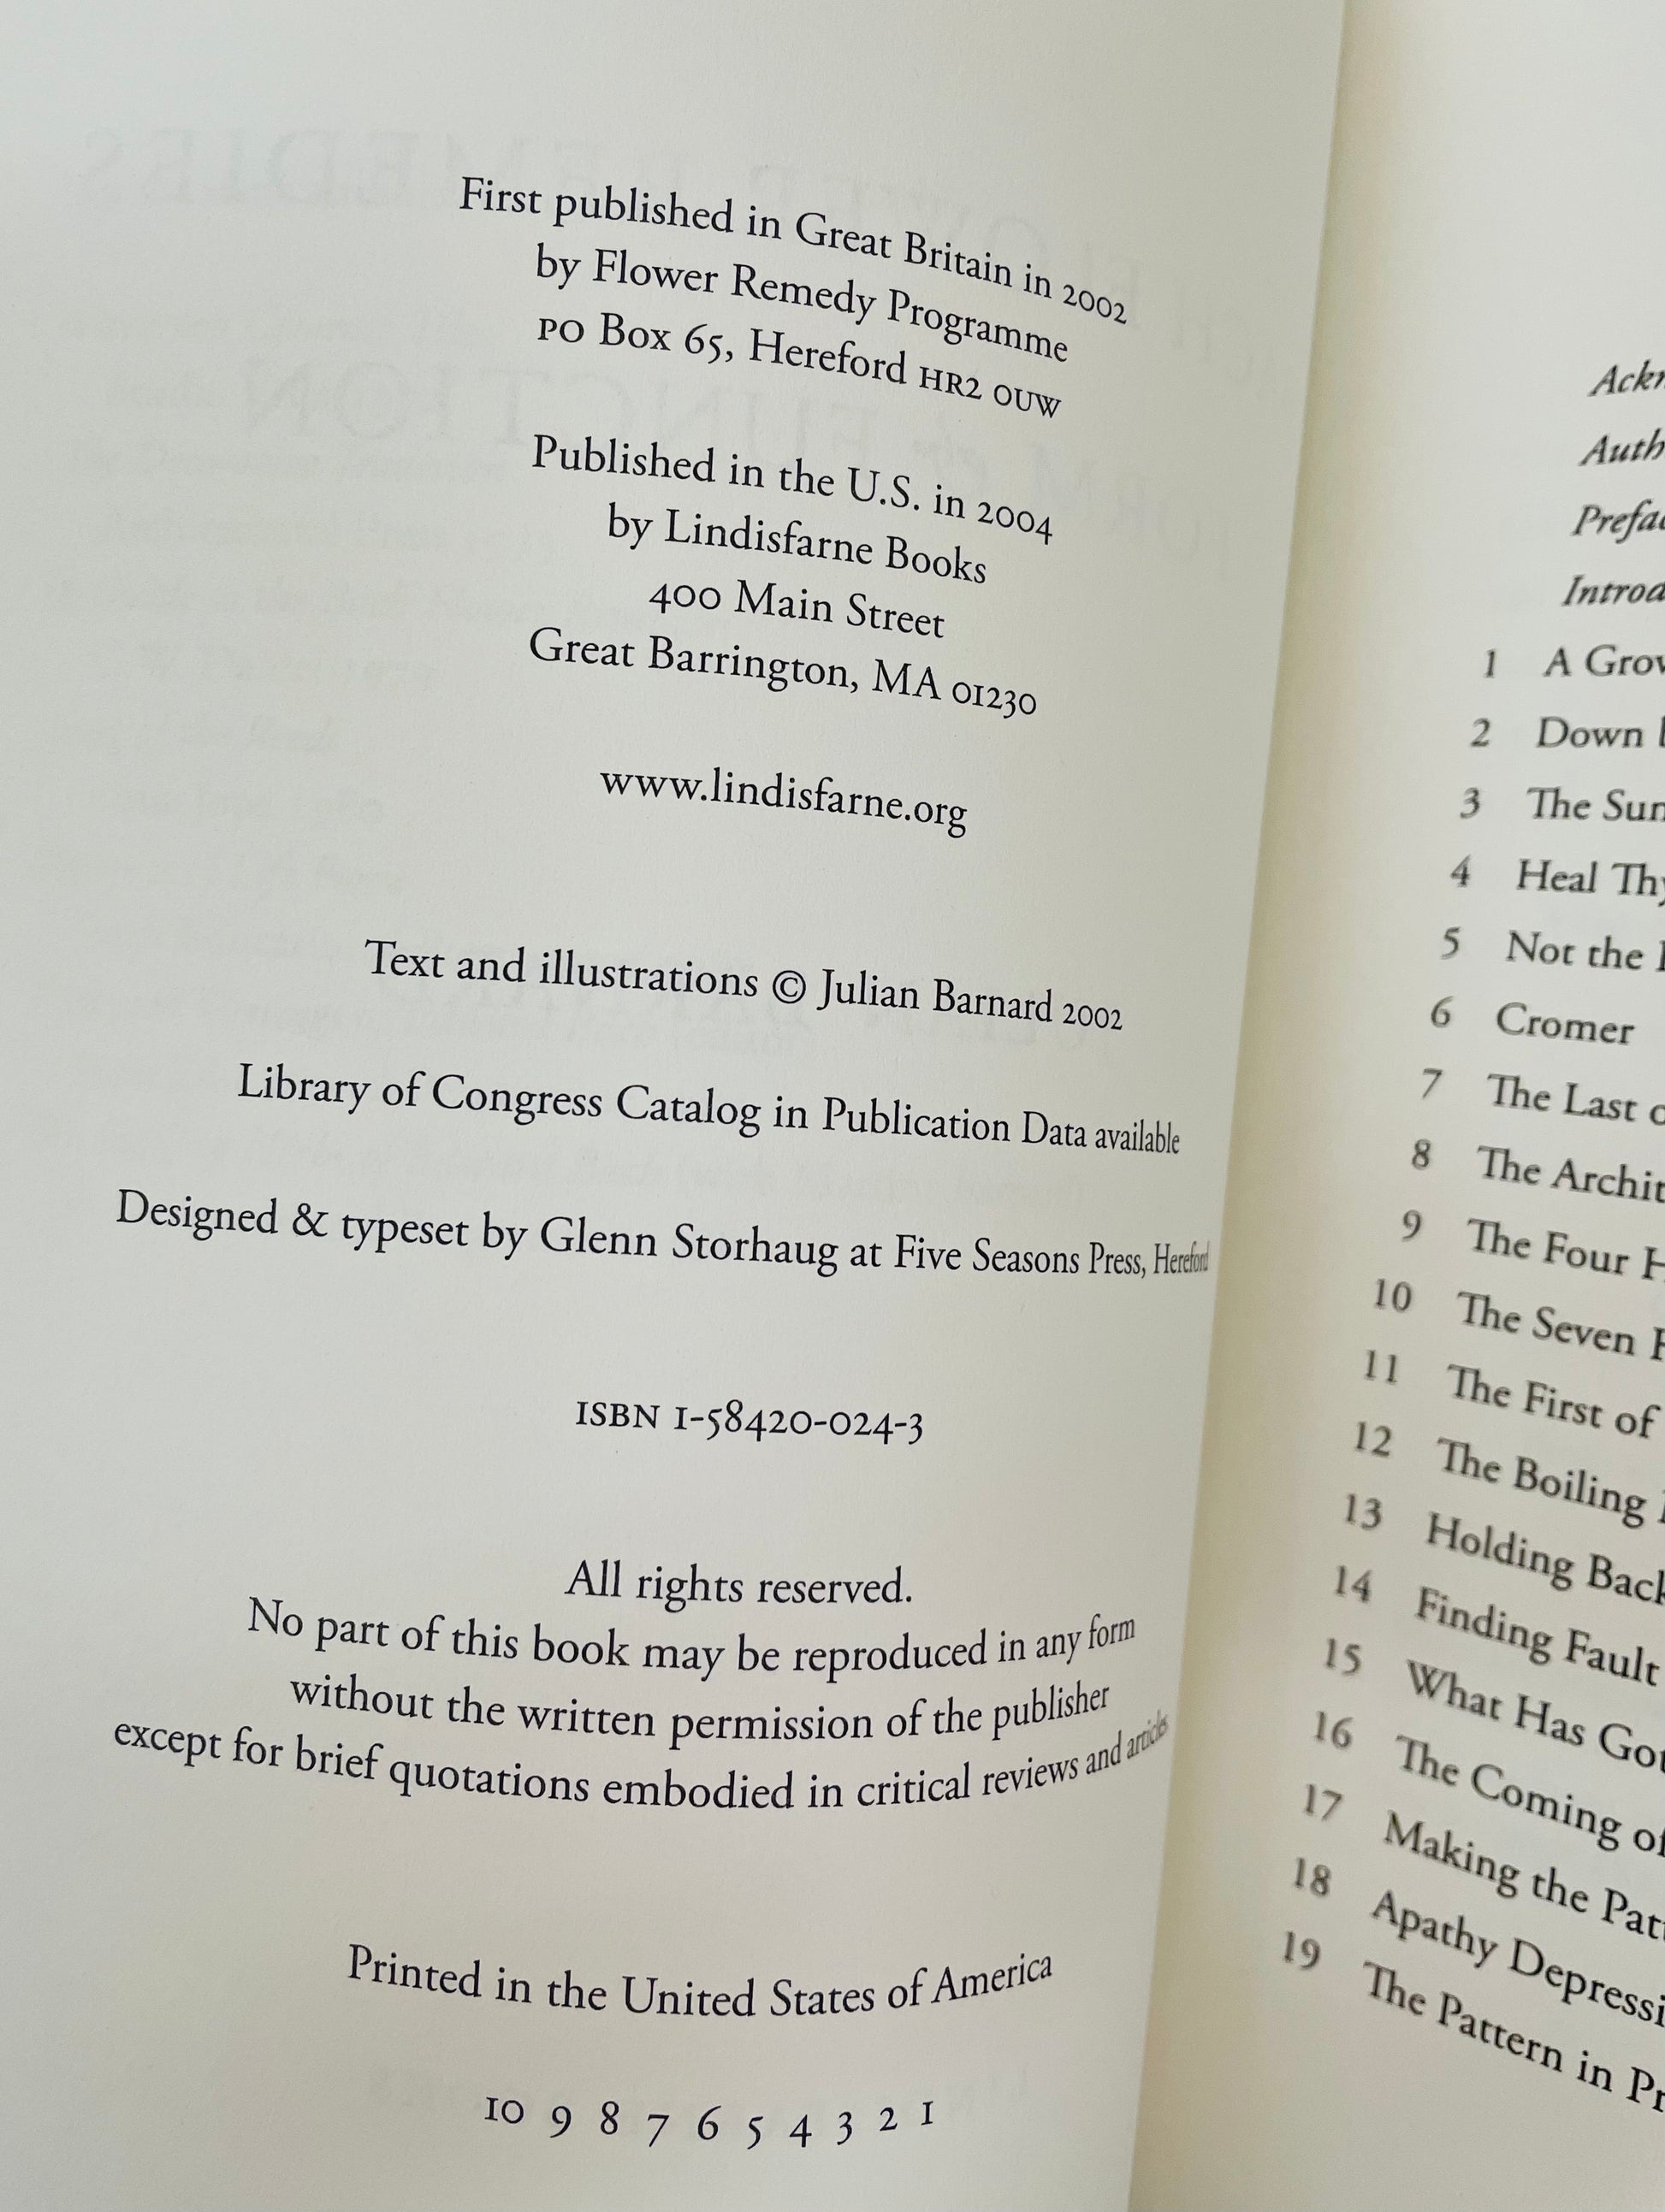 First published in Great Britain in 2002
by Flower Remedy Programme
PO Box 65, Hereford HR2 0UW
Published in the U.S. in 2004
by Lindisfarne Books
400 Main Street
Great Barrington, MA 01230
www.lindisfarne.org
Text and illustrations © Julian Barnard 2002
Library of Congress Catalog in Publication Data available
Designed & typeset by Glenn Storhaug at Five Seasons Press, Hereford
ISBN 1-58420-024-3
All rights reserved.
No part of this book may be reproduced in any form
without the written permission of the publisher
except for brief quotations embodied in critical reviews and articles
Printed in the United States of America
10 9 8 7 6 5 4 3 2 1
1 A
2 Down
3 The
4 Heal
5 Not the
6 Cromer
7 The Last
8 The
9 The Four
10 The Seven
11 The First of
12 The Boiling
13 Holding Back
14 Finding Fault
15 What Has
16 The Coming of
17 Making the
18 Apathy
19 The Pattern in